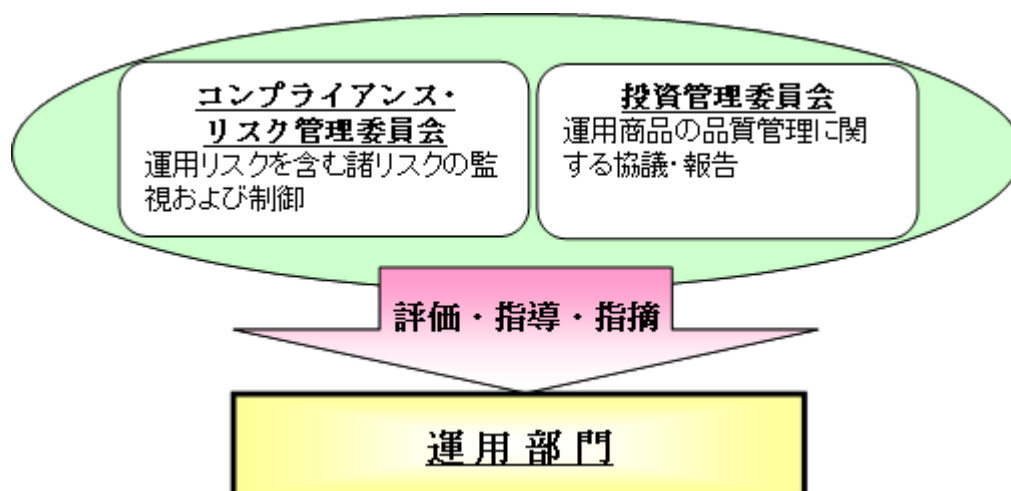 コンプライアンス・
リスク管理委員会
運用リスクを含む諸リスクの監
視および制御
投資管理委員会
運用商品の品質管理に関
する協議・報告
評価・指導・指摘
運用部門